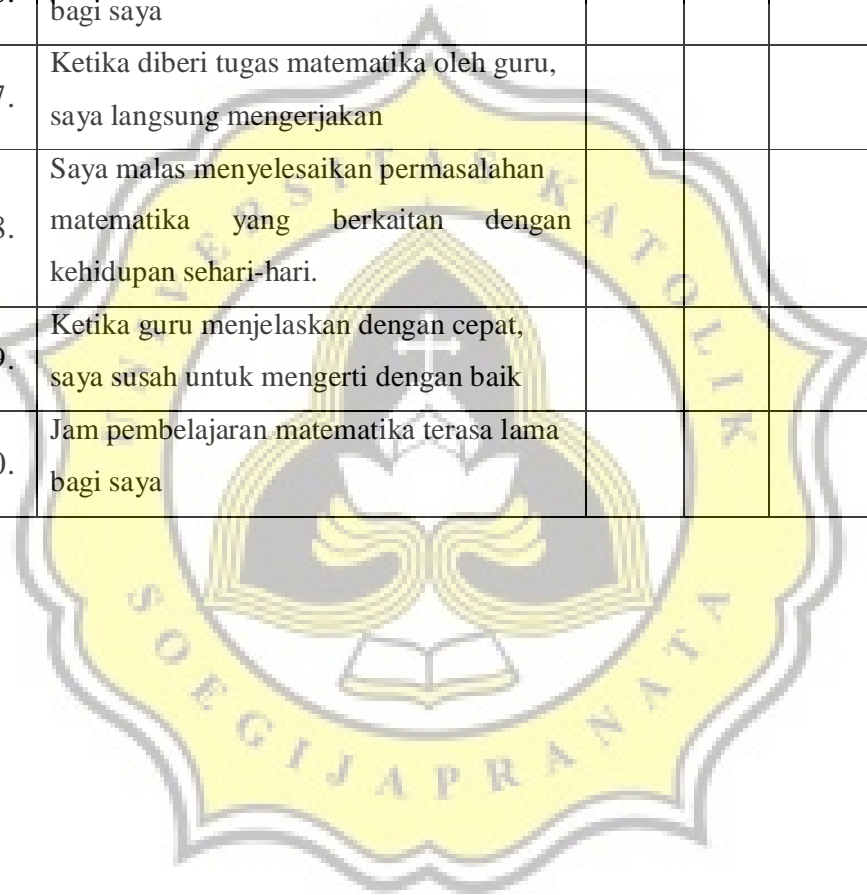 bagi saya
7.
Ketika diberi tugas matematika oleh guru,
saya langsung mengerjakan
8.
Saya malas menyelesaikan permasalahan
matematika yang berkaitan dengan
kehidupan sehari-hari.
9.
Ketika guru menjelaskan dengan cepat,
saya susah untuk mengerti dengan baik
0.
Jam pembelajaran matematika terasa lama
bagi saya
UNIVERSITAS KATOLIK
SOEGIJAPRANATA